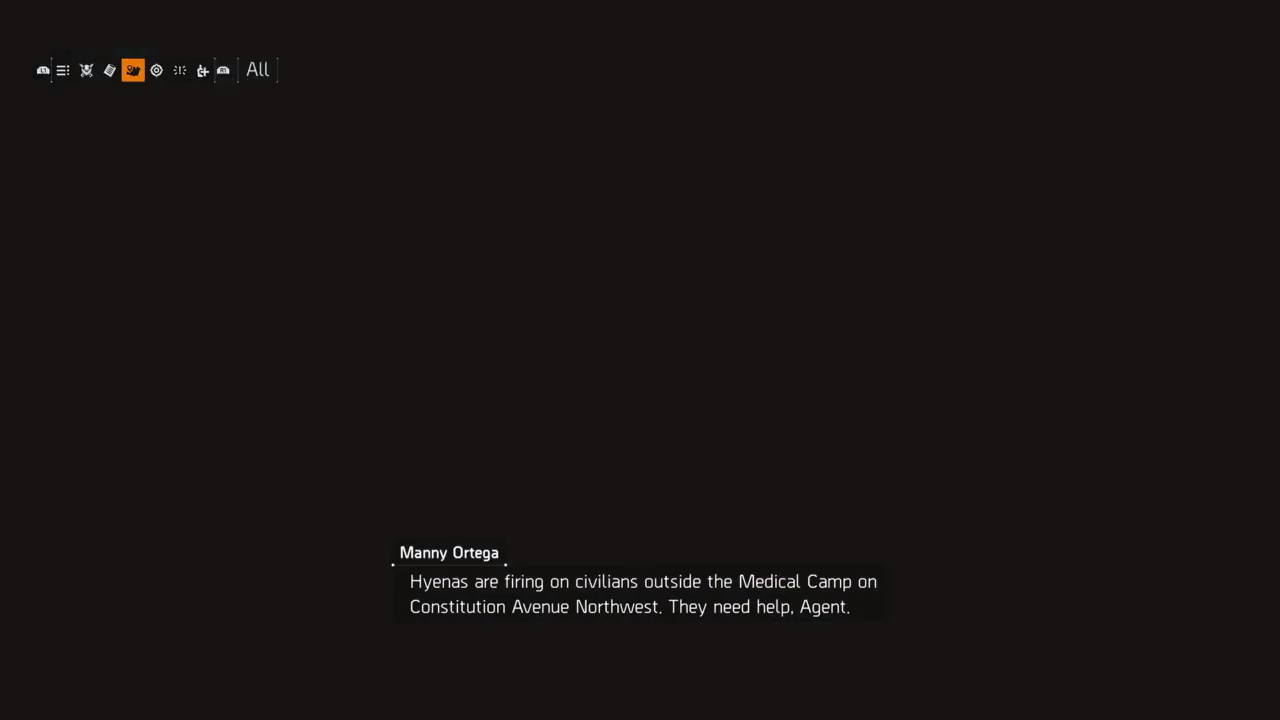 All
Manny Ortega
Hyenas are firing on civilians outside the Medical Camp on
Constitution Avenue Northwest. They need help, Agent.